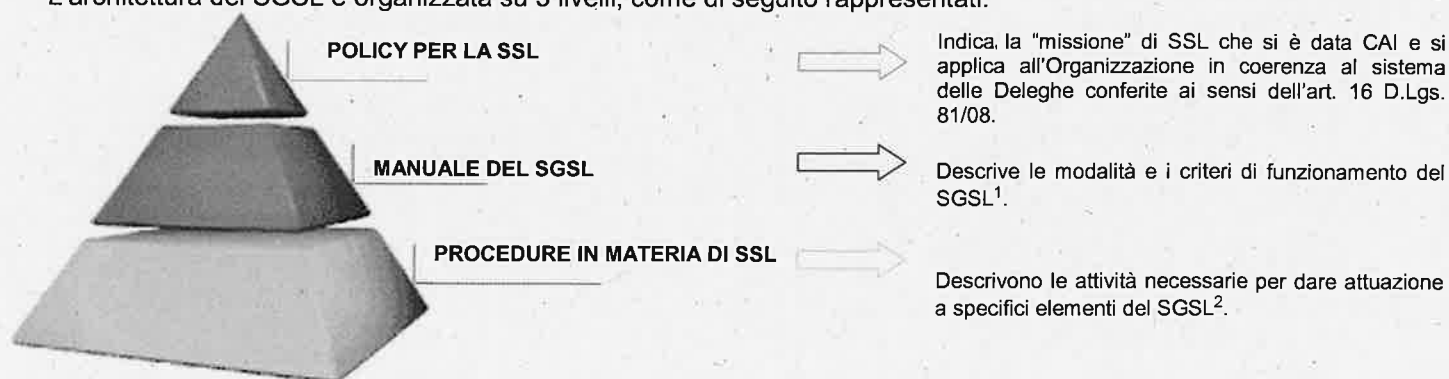 L'architettura del SGSL è organizzata su 3 livelli, come di seguito rappresentati:
POLICY PER LA SSL
Indica, la "missione" di SSL che si è data CAI e si
applica all'Organizzazione in coerenza al sistema
delle Deleghe conferite ai sensi dell'art. 16 D.Lgs.
81/08.
MANUALE DEL SGSL
Descrive le modalità e i criteri di funzionamento del
SGSL¹.
PROCEDURE IN MATERIA DI SSL
Descrivono le attività necessarie per dare attuazione
a specifici elementi del SGSL².